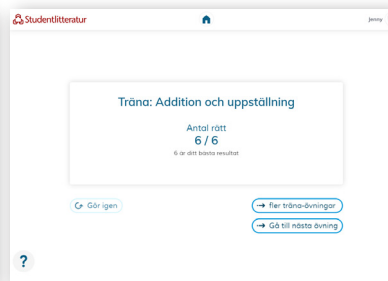 Studentlitteratur
Jenny
Träna: Addition och uppställning
Antal rätt
6 / 6
6 är ditt bästa resultat
Gör igen
fler träna-övningar
Gå till nästa övning
?